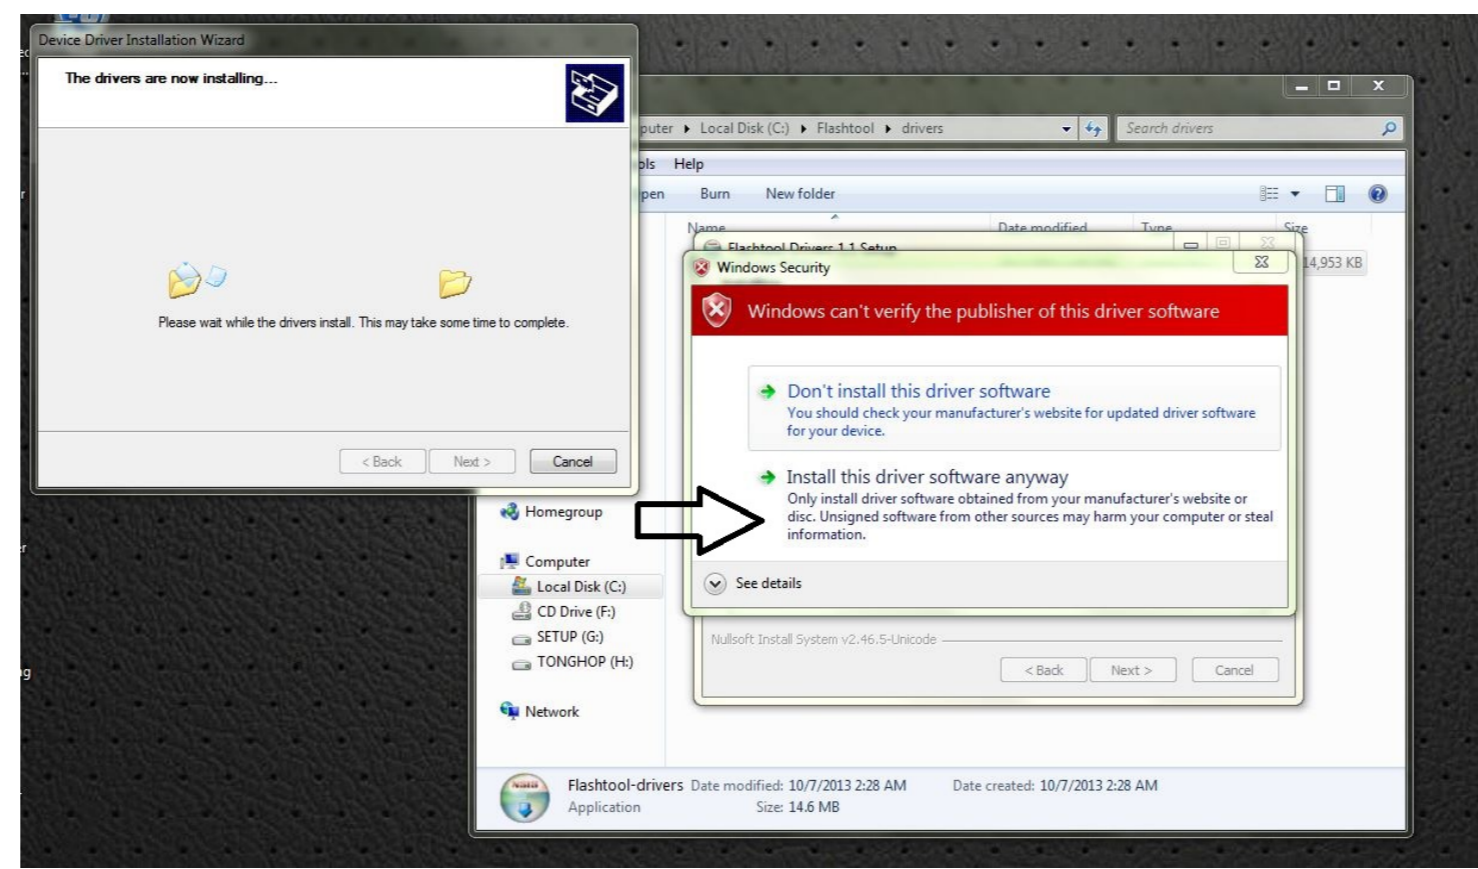 Device Driver Installation Wizard
The drivers are now installing...
Please wait while the drivers install. This may take some time to complete.
< Back
Next >
Cancel
puter ▸ Local Disk (C:) ▸ Flashtool ▸ drivers
Search drivers
ols
Help
pen
Burn
New folder
Name
Date modified
Type
Size
14,953 KB
Flashtool Drivers 1.1 Setup
Windows Security
Windows can't verify the publisher of this driver software
Don't install this driver software
You should check your manufacturer's website for updated driver software
for your device.
Install this driver software anyway
Only install driver software obtained from your manufacturer's website or
disc. Unsigned software from other sources may harm your computer or steal
information.
See details
Nullsoft Install System v2.46.5-Unicode
< Back
Next >
Cancel
Homegroup
Computer
Local Disk (C:)
CD Drive (F:)
SETUP (G:)
TONGHOP (H:)
Network
Flashtool-drivers Date modified: 10/7/2013 2:28 AM Date created: 10/7/2013 2:28 AM
Application Size: 14.6 MB